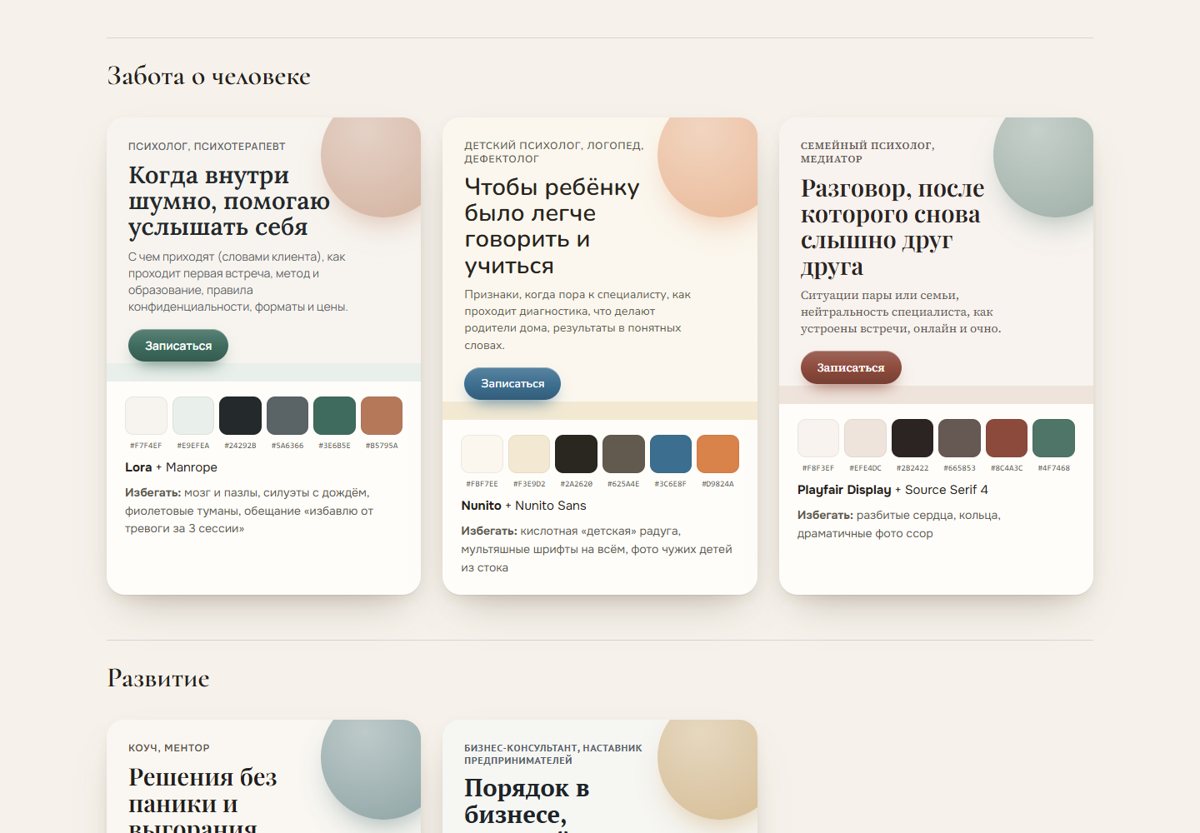 Забота о человеке
ПСИХОЛОГ, ПСИХОТЕРАПЕВТ
Когда внутри
шумно, помогаю
услышать себя
С чем приходят (словами клиента), как
проходит первая встреча, метод и
образование, правила
конфиденциальности, форматы и цены.
Записаться
#F7F4EF #E9EFEA #24292B #5A6366 #3E6B5E #B5795A
Lora + Manrope
Избегать: мозг и пазлы, силуэты с дождём,
фиолетовые туманы, обещание «избавлю от
тревоги за 3 сессии»
ДЕТСКИЙ ПСИХОЛОГ, ЛОГОПЕД,
ДЕФЕКТОЛОГ
Чтобы ребёнку
было легче
говорить и
учиться
Признаки, когда пора к специалисту, как
проходит диагностика, что делают
родители дома, результаты в понятных
словах.
Записаться
#FBF7EE #F3E9D2 #2A2620 #625A4E #3C6E8F #D9824A
Nunito + Nunito Sans
Избегать: кислотная «детская» радуга,
мультяшные шрифты на всём, фото чужих детей
из стока
СЕМЕЙНЫЙ ПСИХОЛОГ,
МЕДИАТОР
Разговор, после
которого снова
слышно друг
друга
Ситуации пары или семьи,
нейтральность специалиста, как
устроены встречи, онлайн и очно.
Записаться
#F8F3EF #EFE4DC #2B2422 #665853 #8C4A3C #4F7468
Playfair Display + Source Serif 4
Избегать: разбитые сердца, кольца,
драматичные фото ссор
Развитие
КОУЧ, МЕНТОР
Решения без
паники и
выгорания
БИЗНЕС-КОНСУЛЬТАНТ, НАСТАВНИК
ПРЕДПРИНИМАТЕЛЕЙ
Порядок в
бизнесе,